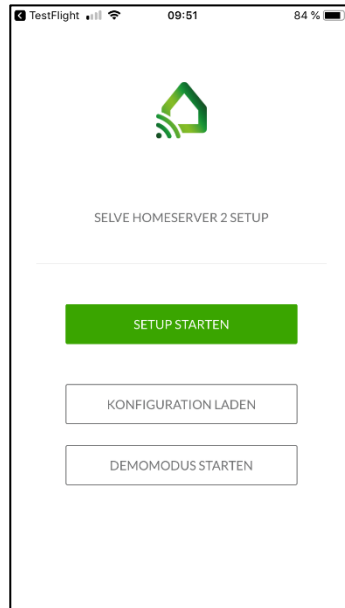 TestFlight 09:51 84 %
SELVE HOMESERVER 2 SETUP
SETUP STARTEN
KONFIGURATION LADEN
DEMOMODUS STARTEN